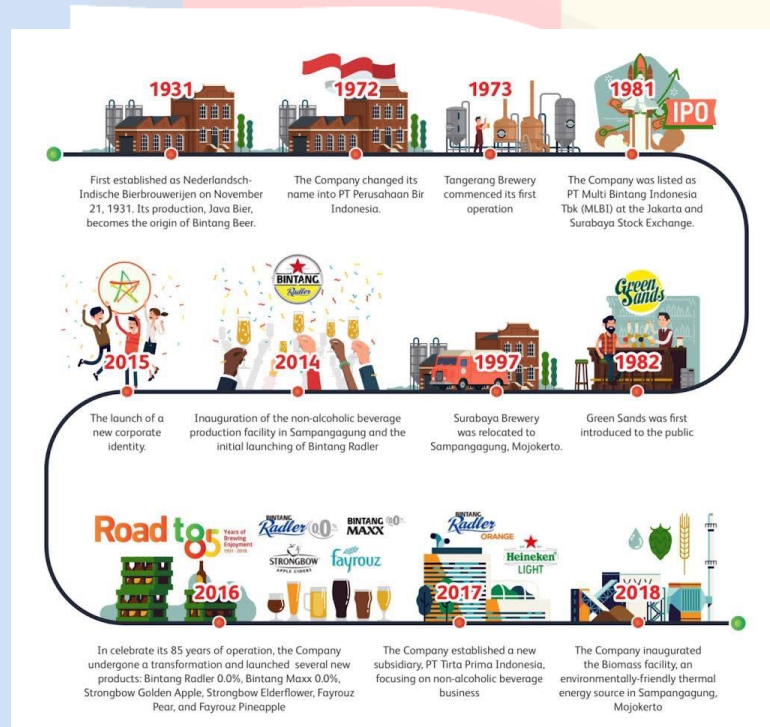 1931
1972
1973
1981
IPO
First established as Nederlandsch-
Indische Bierbrouwerijen on November
21, 1931. Its production, Java Bier,
becomes the origin of Bintang Beer.
The Company changed its
name into PT Perusahaan Bir
Indonesia.
Tangerang Brewery
commenced its first
operation
The Company was listed as
PT Multi Bintang Indonesia
Tbk (MLBI) at the Jakarta and
Surabaya Stock Exchange.
BINTANG
Radler
Green
Sands
2015
2014
1997
1982
The launch of a
new corporate
identity.
Inauguration of the non-alcoholic beverage
production facility in Sampangagung and the
initial launching of Bintang Radler
Surabaya Brewery
was relocated to
Sampangagung, Mojokerto.
Green Sands was first
introduced to the public
Road to 85
Years of
Brewing
Enjoyment
1931 - 2016
BINTANG
Radler 0.0%
BINTANG 0.0%
MAXX
STRONGBOW
APPLE CIDERS
fayrouz
BINTANG
Radler
ORANGE
Heineken
LIGHT
2016
2017
2018
In celebrate its 85 years of operation, the Company
undergone a transformation and launched several new
products: Bintang Radler 0.0%, Bintang Maxx 0.0%,
Strongbow Golden Apple, Strongbow Elderflower, Fayrouz
Pear, and Fayrouz Pineapple
The Company established a new
subsidiary, PT Tirta Prima Indonesia,
focusing on non-alcoholic beverage
business
The Company inaugurated
the Biomass facility, an
environmentally-friendly thermal
energy source in Sampangagung,
Mojokerto